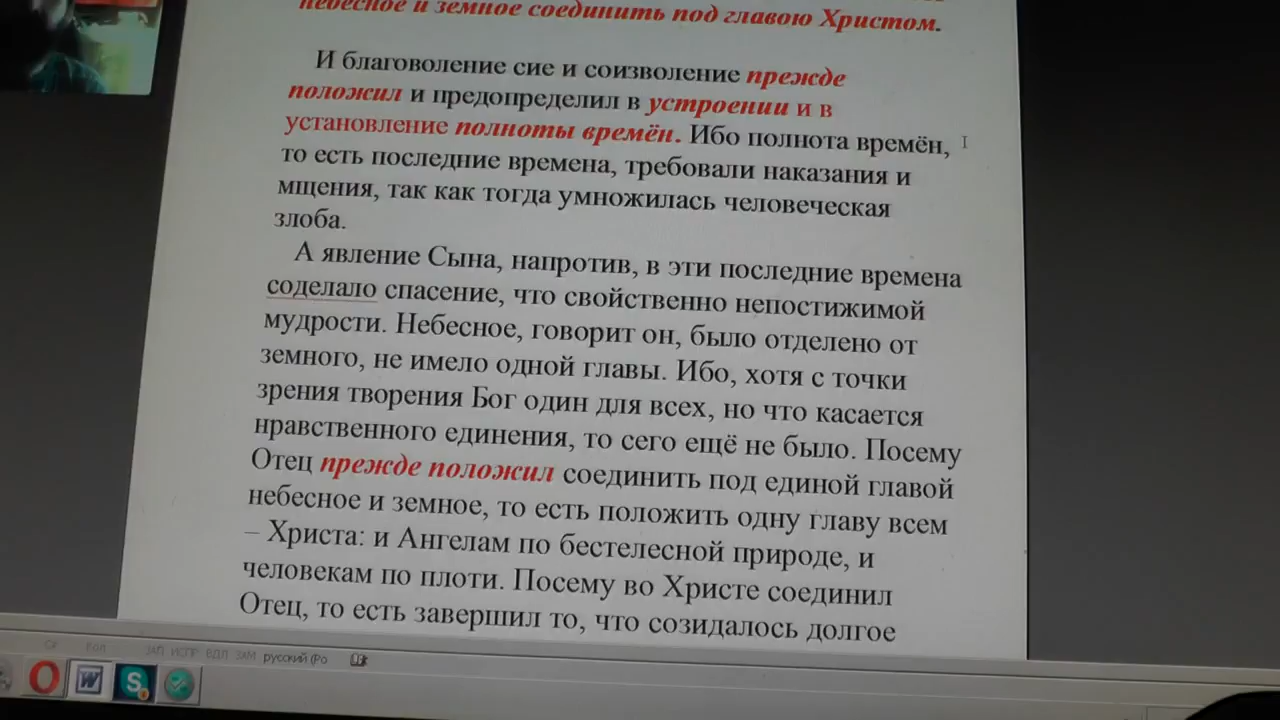 небесное и земное соединить под главою Христом.
И благоволение сие и соизволение прежде
положил и предопределил в устроении и в
установление полноты времён. Ибо полнота времён,
то есть последние времена, требовали наказания и
мщения, так как тогда умножилась человеческая
злоба.
А явление Сына, напротив, в эти последние времена
соделало спасение, что свойственно непостижимой
мудрости. Небесное, говорит он, было отделено от
земного, не имело одной главы. Ибо, хотя с точки
зрения творения Бог один для всех, но что касается
нравственного единения, то сего ещё не было. Посему
Отец прежде положил соединить под единой главой
небесное и земное, то есть положить одну главу всем
– Христа: и Ангелам по бестелесной природе, и
человекам по плоти. Посему во Христе соединил
Отец, то есть завершил то, что созидалось долгое
ЗАП ИСПР ВДЛ ЗАМ русский (Ро